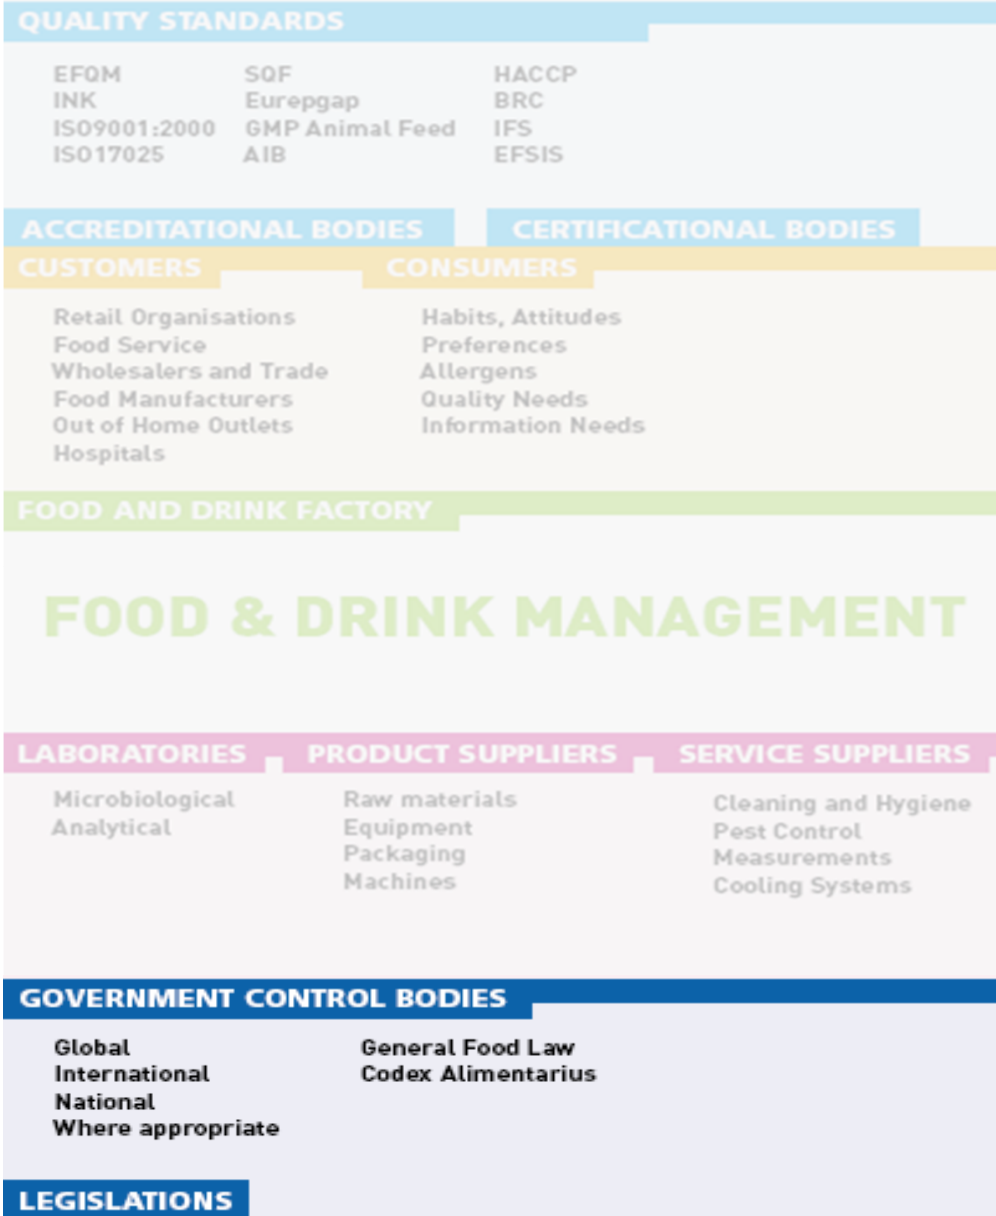 QUALITY STANDARDS
EFQM SQF HACCP
INK Eurepgap BRC
ISO9001:2000 GMP Animal Feed IFS
ISO17025 AIB EFSIS
ACCREDITATIONAL BODIES CERTIFICATIONAL BODIES
CUSTOMERS CONSUMERS
Retail Organisations Habits, Attitudes
Food Service Preferences
Wholesalers and Trade Allergens
Food Manufacturers Quality Needs
Out of Home Outlets Information Needs
Hospitals
FOOD AND DRINK FACTORY
FOOD & DRINK MANAGEMENT
LABORATORIES PRODUCT SUPPLIERS SERVICE SUPPLIERS
Microbiological Raw materials Cleaning and Hygiene
Analytical Equipment Pest Control
Packaging Measurements
Machines Cooling Systems
GOVERNMENT CONTROL BODIES
Global General Food Law
International Codex Alimentarius
National
Where appropriate
LEGISLATIONS